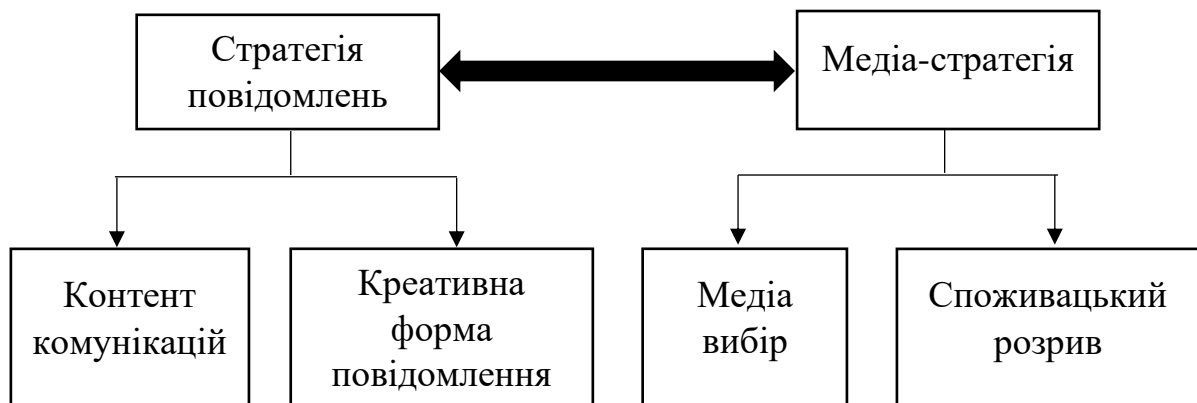 Стратегія
повідомлень
Медіа-стратегія
Контент
комунікацій
Креативна
форма
повідомлення
Медіа
вибір
Споживацький
розрив